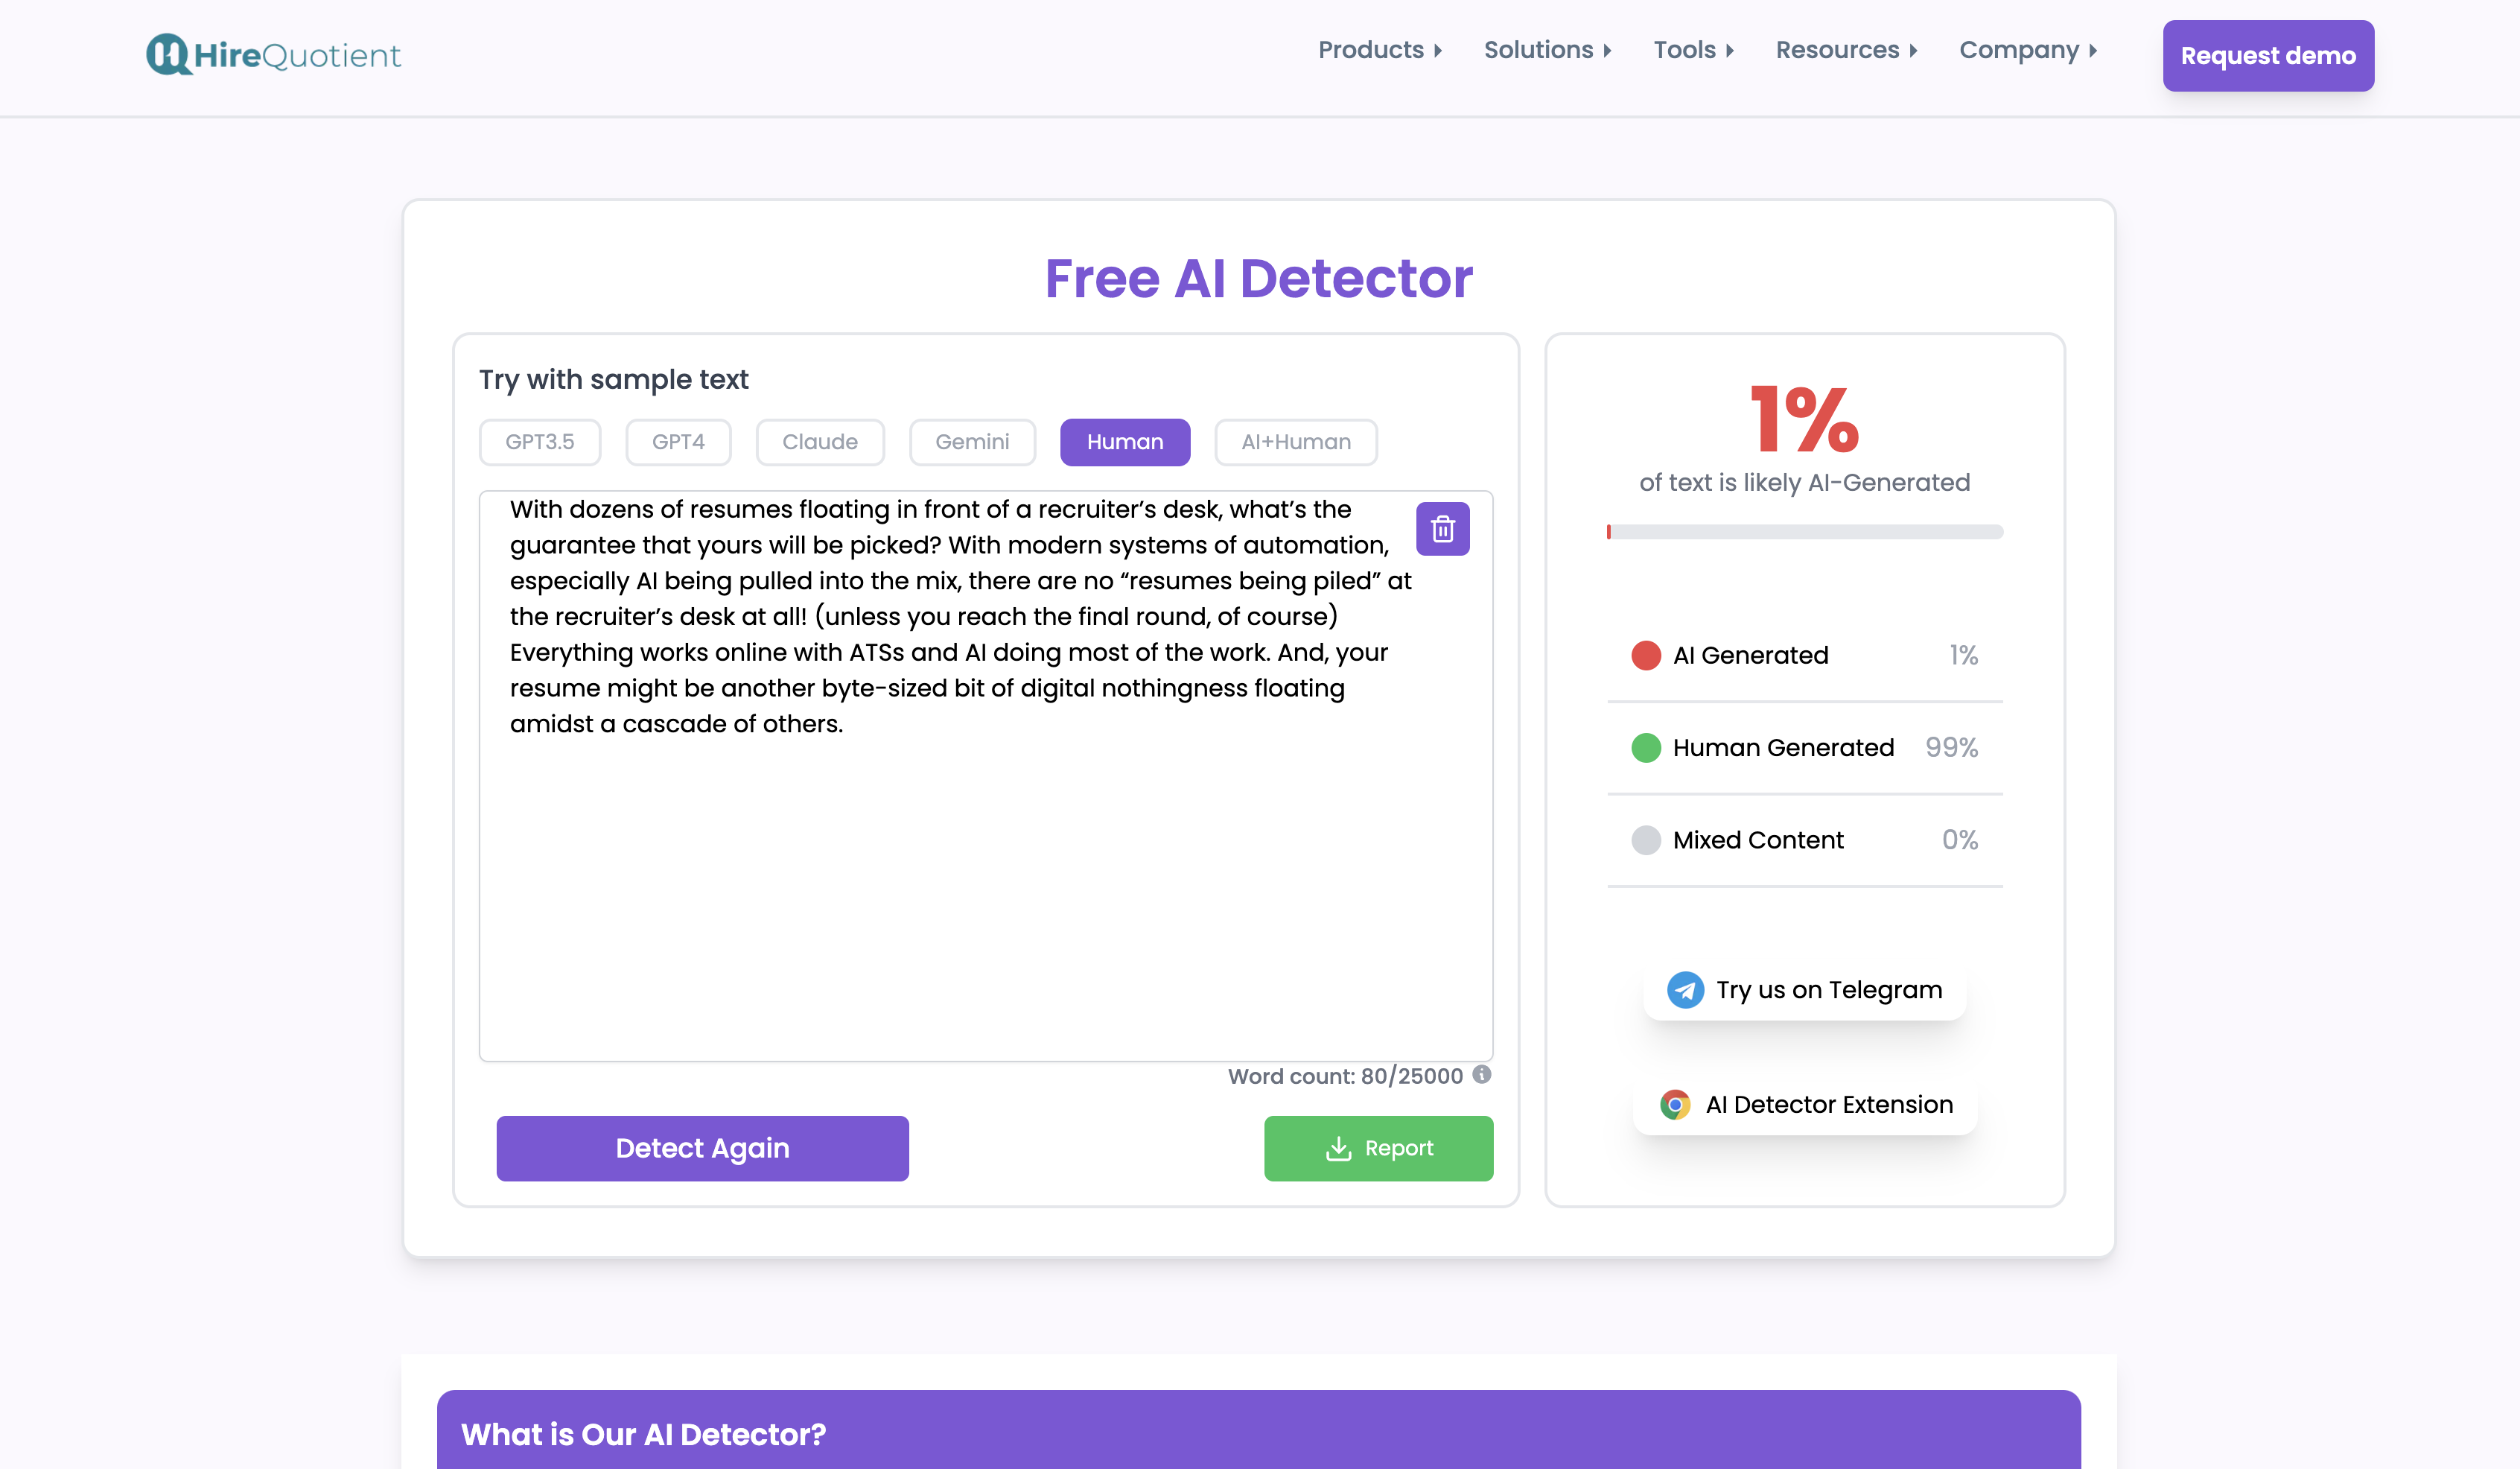 HireQuotient
Products
Solutions
Tools
Resources
Company
Request demo
Free AI Detector
Try with sample text
GPT3.5
GPT4
Claude
Gemini
Human
AI+Human
With dozens of resumes floating in front of a recruiter’s desk, what’s the
guarantee that yours will be picked? With modern systems of automation,
especially AI being pulled into the mix, there are no “resumes being piled” at
the recruiter’s desk at all! (unless you reach the final round, of course)
Everything works online with ATSs and AI doing most of the work. And, your
resume might be another byte-sized bit of digital nothingness floating
amidst a cascade of others.
Word count: 80/25000
Detect Again
Report
1%
of text is likely AI-Generated
AI Generated 1%
Human Generated 99%
Mixed Content 0%
Try us on Telegram
AI Detector Extension
What is Our AI Detector?